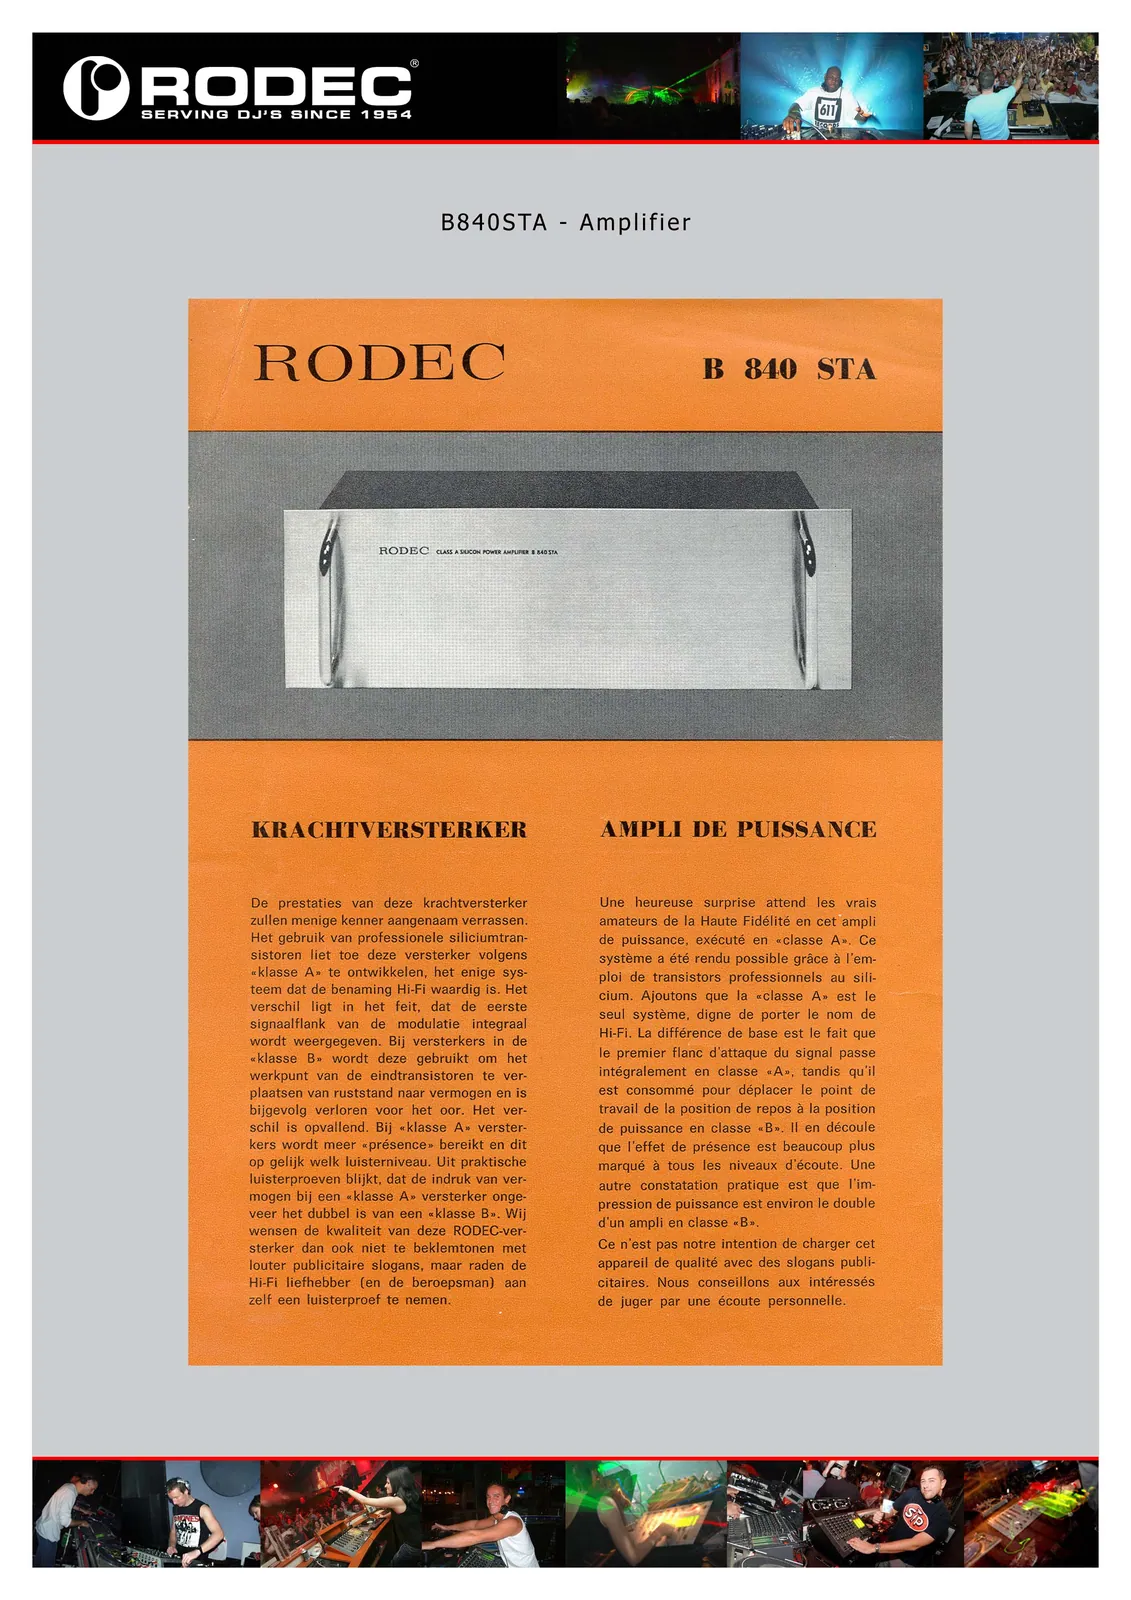 RODEC®
SERVING DJ'S SINCE 1954
611
B840STA - Amplifier
RODEC
B 840 STA
RODEC CLASS A SILICON POWER AMPLIFIER B 840 STA
KRACHTVERSTERKER
De prestaties van deze krachtversterker
zullen menige kenner aangenaam verrassen.
Het gebruik van professionele siliciumtran-
sistoren liet toe deze versterker volgens
«klasse A» te ontwikkelen, het enige sys-
teem dat de benaming Hi-Fi waardig is. Het
verschil ligt in het feit, dat de eerste
signaalflank van de modulatie integraal
wordt weergegeven. Bij versterkers in de
«klasse B» wordt deze gebruikt om het
werkpunt van de eindtransistoren te ver-
plaatsen van ruststand naar vermogen en is
bijgevolg verloren voor het oor. Het ver-
schil is opvallend. Bij «klasse A» verster-
kers wordt meer «présence» bereikt en dit
op gelijk welk luisterniveau. Uit praktische
luisterproeven blijkt, dat de indruk van ver-
mogen bij een «klasse A» versterker onge-
veer het dubbel is van een «klasse B». Wij
wensen de kwaliteit van deze RODEC-ver-
sterker dan ook niet te beklemtonen met
louter publicitaire slogans, maar raden de
Hi-Fi liefhebber (en de beroepsman) aan
zelf een luisterproef te nemen.
AMPLI DE PUISSANCE
Une heureuse surprise attend les vrais
amateurs de la Haute Fidélité en cet ampli
de puissance, exécuté en «classe A». Ce
système a été rendu possible grâce à l'em-
ploi de transistors professionnels au sili-
cium. Ajoutons que la «classe A» est le
seul système, digne de porter le nom de
Hi-Fi. La différence de base est le fait que
le premier flanc d'attaque du signal passe
intégralement en classe «A», tandis qu'il
est consommé pour déplacer le point de
travail de la position de repos à la position
de puissance en classe «B». Il en découle
que l'effet de présence est beaucoup plus
marqué à tous les niveaux d'écoute. Une
autre constatation pratique est que l'im-
pression de puissance est environ le double
d'un ampli en classe «B».
Ce n'est pas notre intention de charger cet
appareil de qualité avec des slogans publi-
citaires. Nous conseillons aux intéressés
de juger par une écoute personnelle.